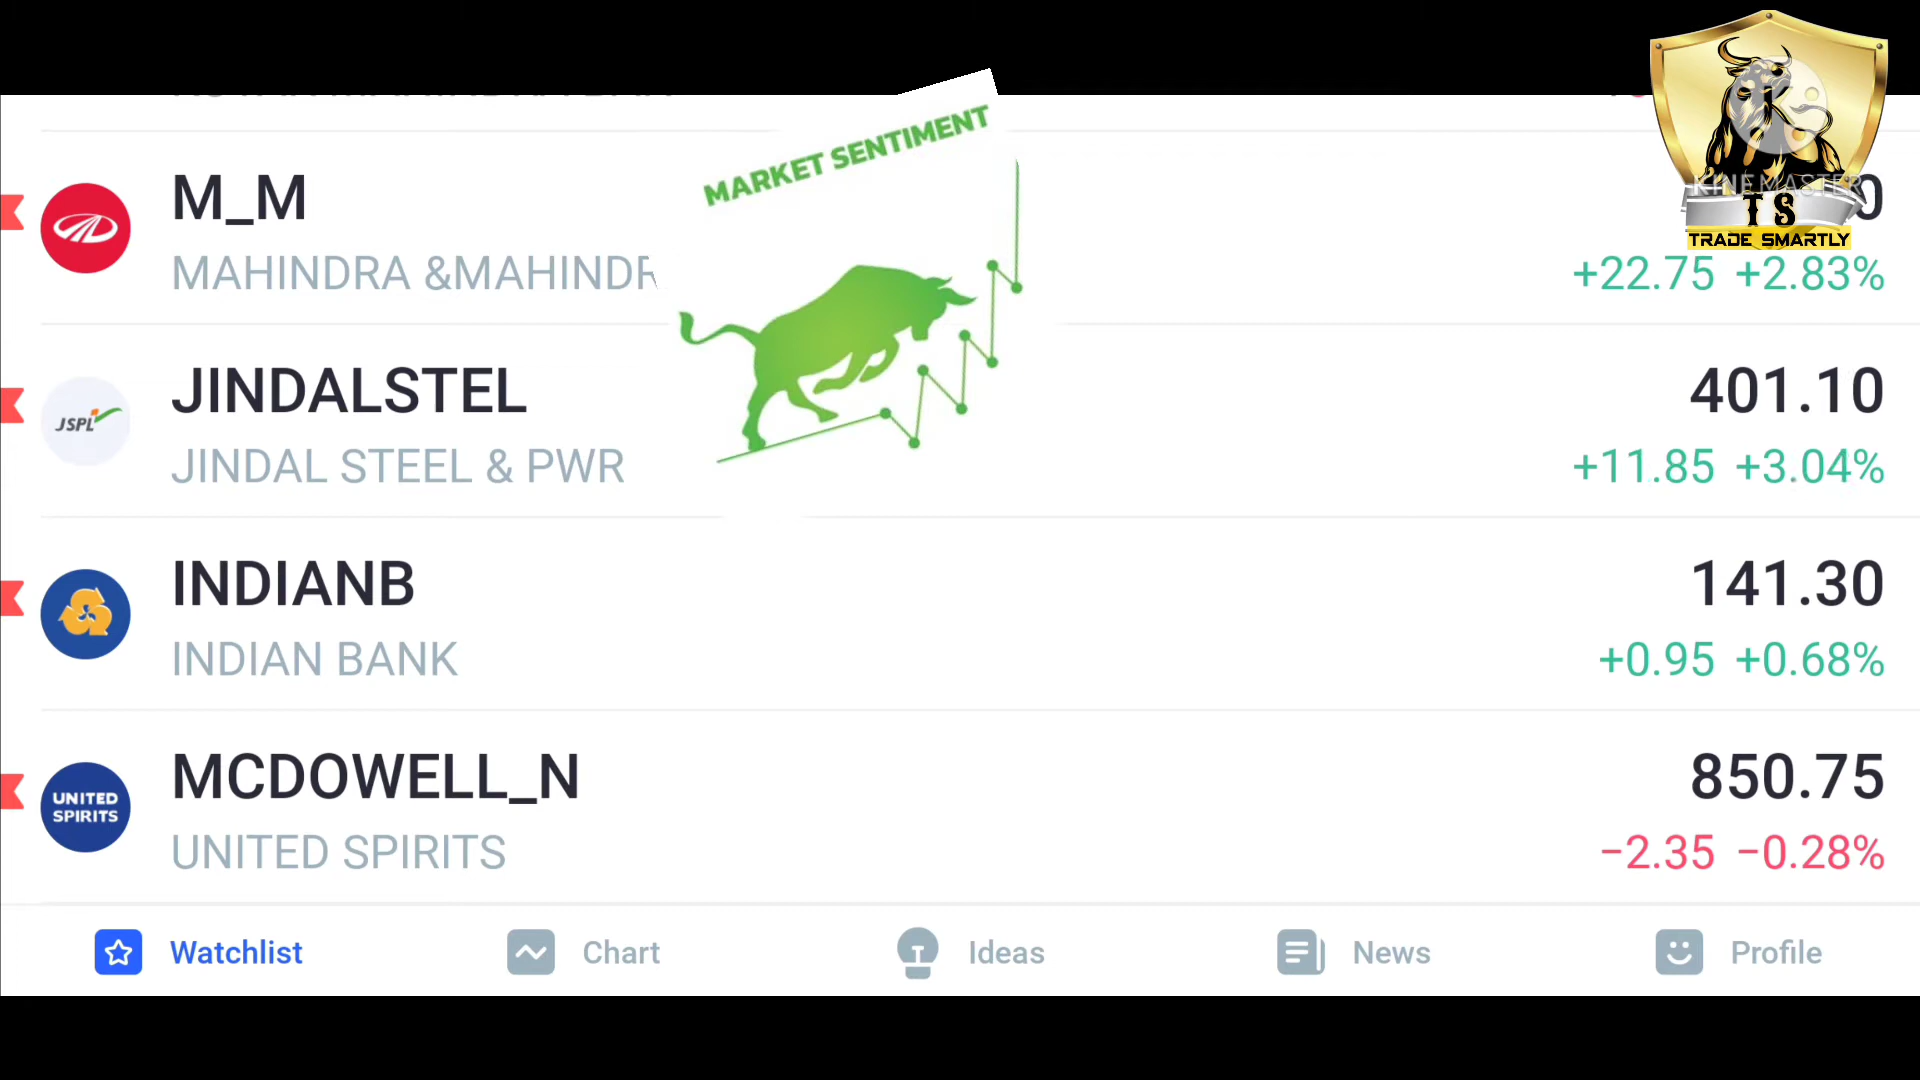 MARKET SENTIMENT
M_M
MAHINDRA &MAHINDR
+22.75 +2.83%
KINEMASTER
T S
TRADE SMARTLY
JSPL
JINDALSTEL
401.10
JINDAL STEEL & PWR
+11.85 +3.04%
INDIANB
141.30
INDIAN BANK
+0.95 +0.68%
UNITED
SPIRITS
MCDOWELL_N
850.75
UNITED SPIRITS
−2.35 −0.28%
Watchlist
Chart
Ideas
News
Profile